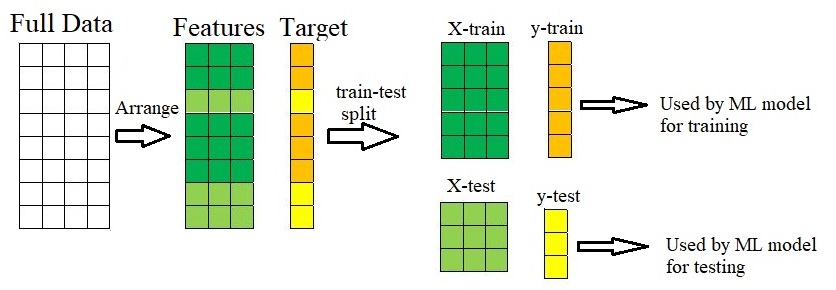 Full Data
Features
Target
X-train
y-train
Arrange
train-test
split
Used by ML model
for training
X-test
y-test
Used by ML model
for testing